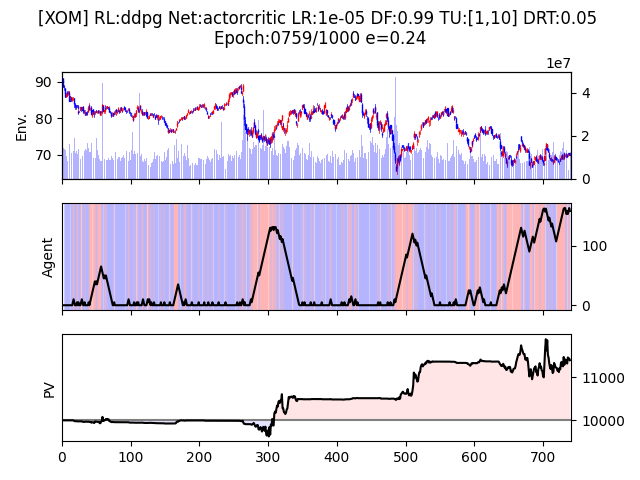 [XOM] RL:ddpg Net:actorcritic LR:1e-05 DF:0.99 TU:[1,10] DRT:0.05
Epoch:0759/1000 e=0.24
1e7
90
80
70
Env.
4
2
0
Agent
100
0
PV
11000
10000
0 100 200 300 400 500 600 700